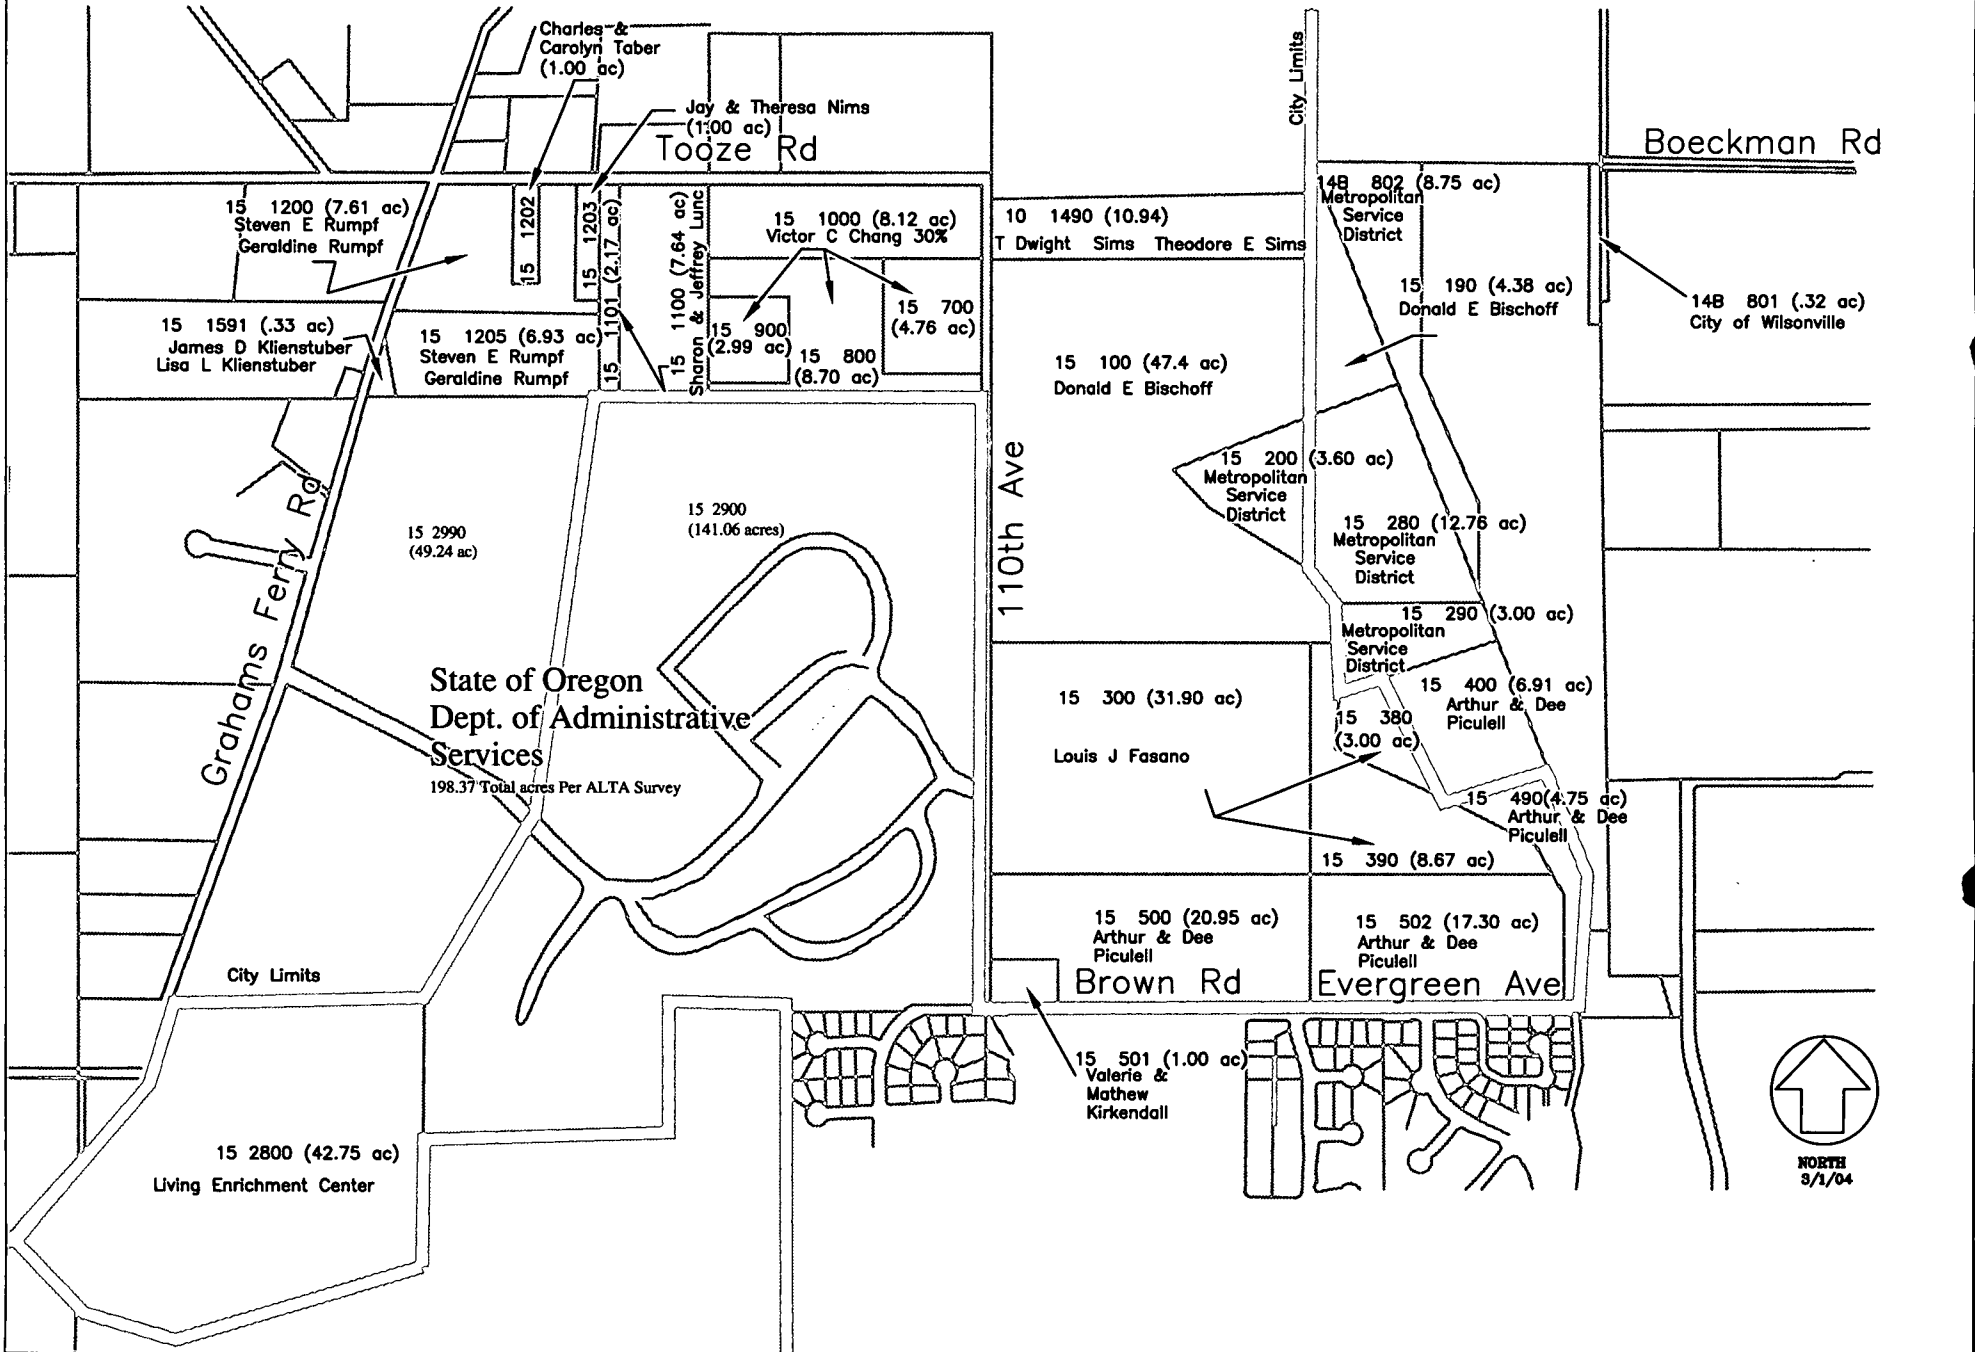 Charles &
Carolyn Taber
(1.00 ac)
Jay & Theresa Nims
(1.00 ac)
Tooze Rd
City Limits
Boeckman Rd
15 1200 (7.61 ac)
Steven E Rumpf
Geraldine Rumpf
15 1202
15 1203
15 1101 (2.17 ac)
15 1100 (7.64 ac)
Sharon & Jeffrey Lunc
15 1000 (8.12 ac)
Victor C Chang 30%
10 1490 (10.94)
T Dwight Sims Theodore E Sims
14B 802 (8.75 ac)
Metropolitan
Service
District
15 190 (4.38 ac)
Donald E Bischoff
14B 801 (.32 ac)
City of Wilsonville
15 1591 (.33 ac)
James D Klienstuber
Lisa L Klienstuber
15 1205 (6.93 ac)
Steven E Rumpf
Geraldine Rumpf
15 900
(2.99 ac)
15 800
(8.70 ac)
15 700
(4.76 ac)
15 100 (47.4 ac)
Donald E Bischoff
110th Ave
15 200 (3.60 ac)
Metropolitan
Service
District
15 280 (12.76 ac)
Metropolitan
Service
District
15 290 (3.00 ac)
Metropolitan
Service
District
Grahams Ferry Rd
15 2990
(49.24 ac)
15 2900
(141.06 acres)
State of Oregon
Dept. of Administrative
Services
198.37 Total acres Per ALTA Survey
15 300 (31.90 ac)
Louis J Fasano
15 400 (6.91 ac)
Arthur & Dee
Piculell
15 380
(3.00 ac)
15 490(4.75 ac)
Arthur & Dee
Piculell
15 390 (8.67 ac)
15 500 (20.95 ac)
Arthur & Dee
Piculell
15 502 (17.30 ac)
Arthur & Dee
Piculell
Brown Rd
Evergreen Ave
City Limits
15 501 (1.00 ac)
Valerie &
Mathew
Kirkendall
15 2800 (42.75 ac)
Living Enrichment Center
NORTH
3/1/04